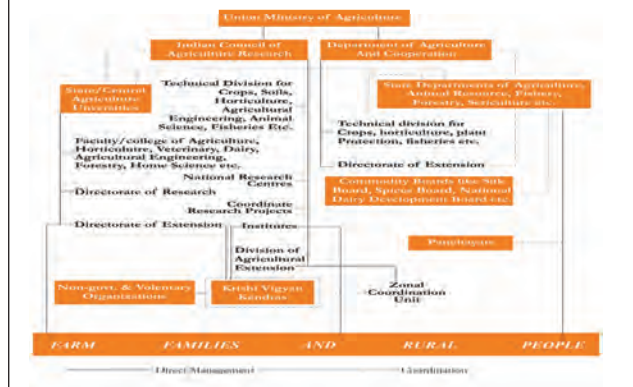 Union Ministry of Agriculture
Indian Council of
Agriculture Research
Department of Agriculture
And Cooperation
State/Central
Agriculture
Unversities
Technical Division for
Crops, Soils,
Horticulture,
Agricultural
Engineering, Animal
Science, Fisheries Etc.
State Departments of Agriculture,
Animal Resource, Fishery,
Forestry, Sericulture etc.
Technical division for
Crops, horticulture, plant
Protection, fisheries etc.
Directorate of Extension
Faculty/college of Agriculture,
Horticulutre, Veterinary, Dairy,
Agricultural Engineering,
Forestry, Home Science etc.
National Research
Centres
Directorate of Research
Commodity Boards like Silk
Board, Spices Board, National
Dairy Development Board etc.
Coordinate
Research Projects
Directorate of Extension
Institutes
Panchayats
Division of
Agricultural
Extension
Non-govt. & Voluntary
Organizations
Krishi Vigyan
Kendras
Zonal
Coordination
Unit
FARM FAMILIES AND RURAL PEOPLE
Direct Management
Coordination